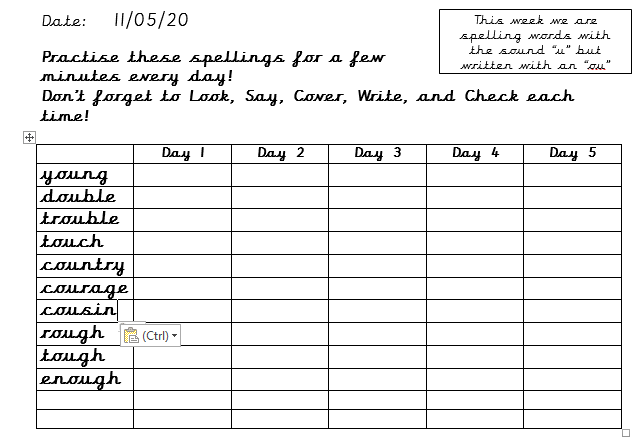 Date: 11/05/20
This week we are
spelling words with
the sound "u" but
written with an "ou"
Practise these spellings for a few
minutes every day!
Don't forget to Look, Say, Cover, Write, and Check each
time!
Day 1 Day 2 Day 3 Day 4 Day 5
young
double
trouble
touch
country
courage
cousin
rough
(Ctrl)
tough
enough